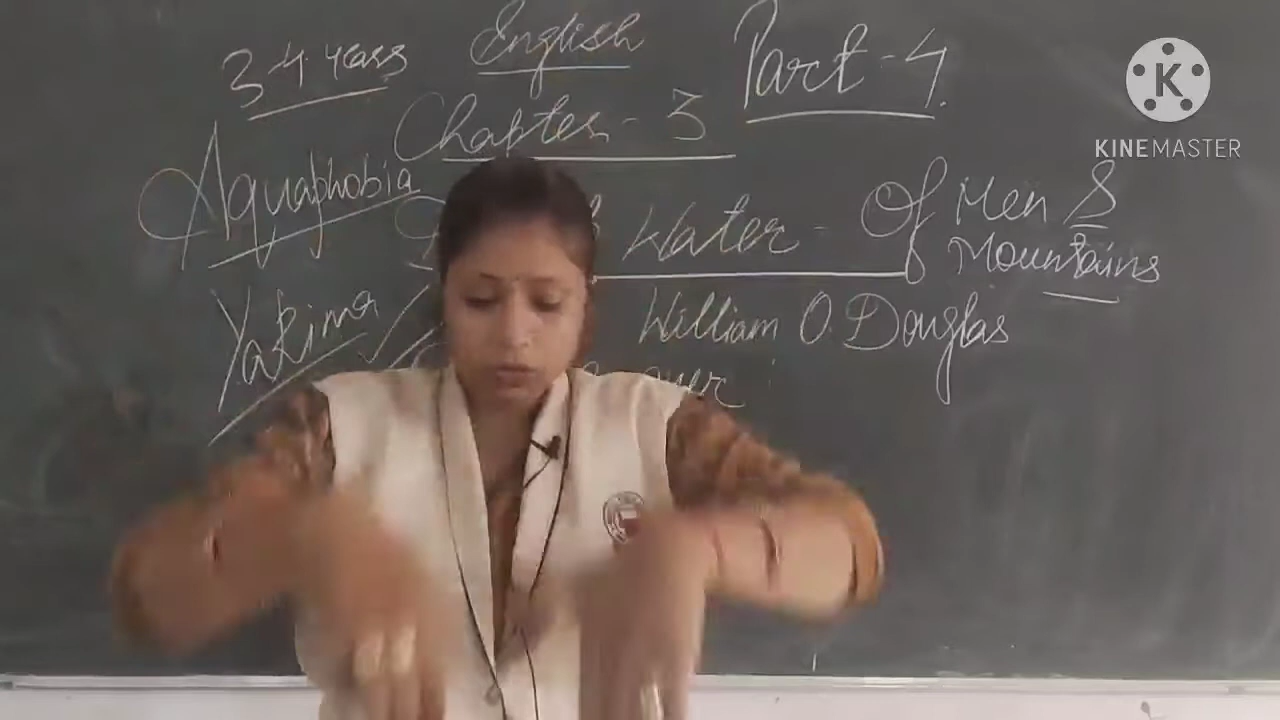 3-4 years English Part-4
Chapter-3
Aquaphobia Water - Of Men &
Mountains
Yakima William O. Douglas
KINEMASTER